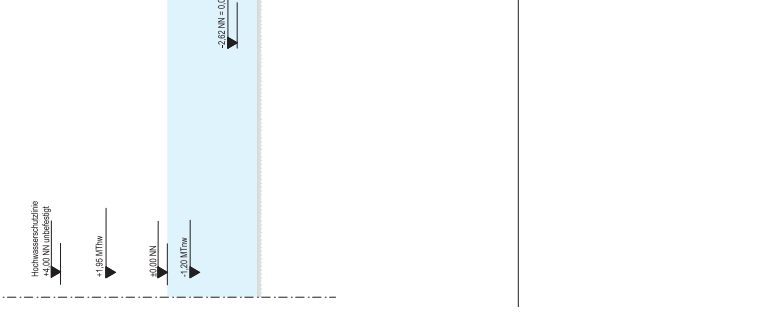 -2,62 NN = 0,0
Hochwasserschutzlinie
+4,00 NN unbefestigt
+1,95 MThw
±0,00 NN
-1,20 MTnw